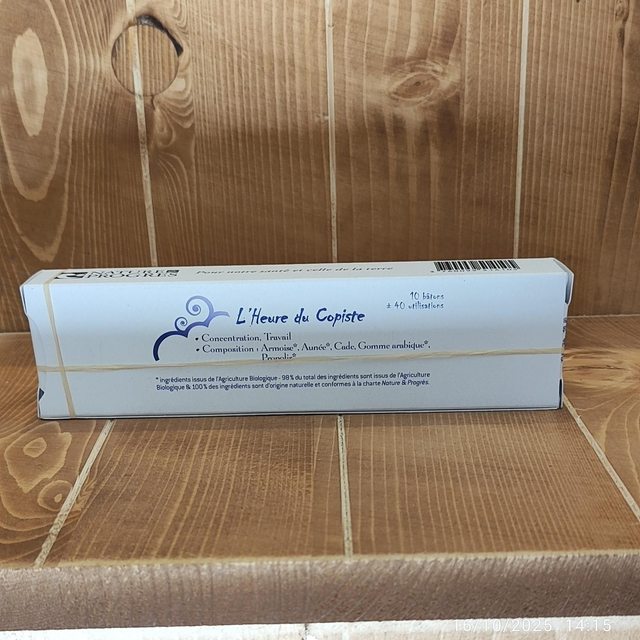 NATURE &
PROGRÈS
Pour notre santé et celle de la terre
10 bâtons
± 40 utilisations
L'Heure du Copiste
• Concentration, Travail
• Composition : Armoise*, Aunée*, Cade, Gomme arabique*,
Propolis*
* ingrédients issus de l'Agriculture Biologique - 98% du total des ingrédients sont issus de l'Agriculture
Biologique & 100% des ingrédients sont d'origine naturelle et conformes à la charte Nature & Progrès.
16/10/2025 14:15